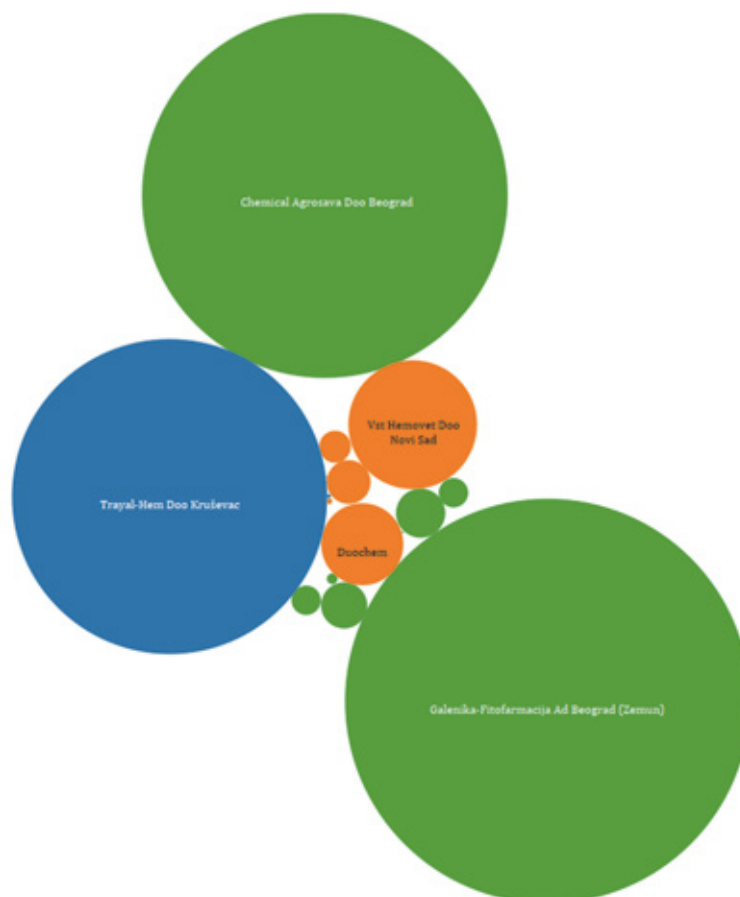 Chemical Agrosava Doo Beograd
Vst Hemovet Doo
Novi Sad
Trayal-Hem Doo Kruševac
Duochem
Galenika-Fitofarmacija Ad Beograd (Zemun)